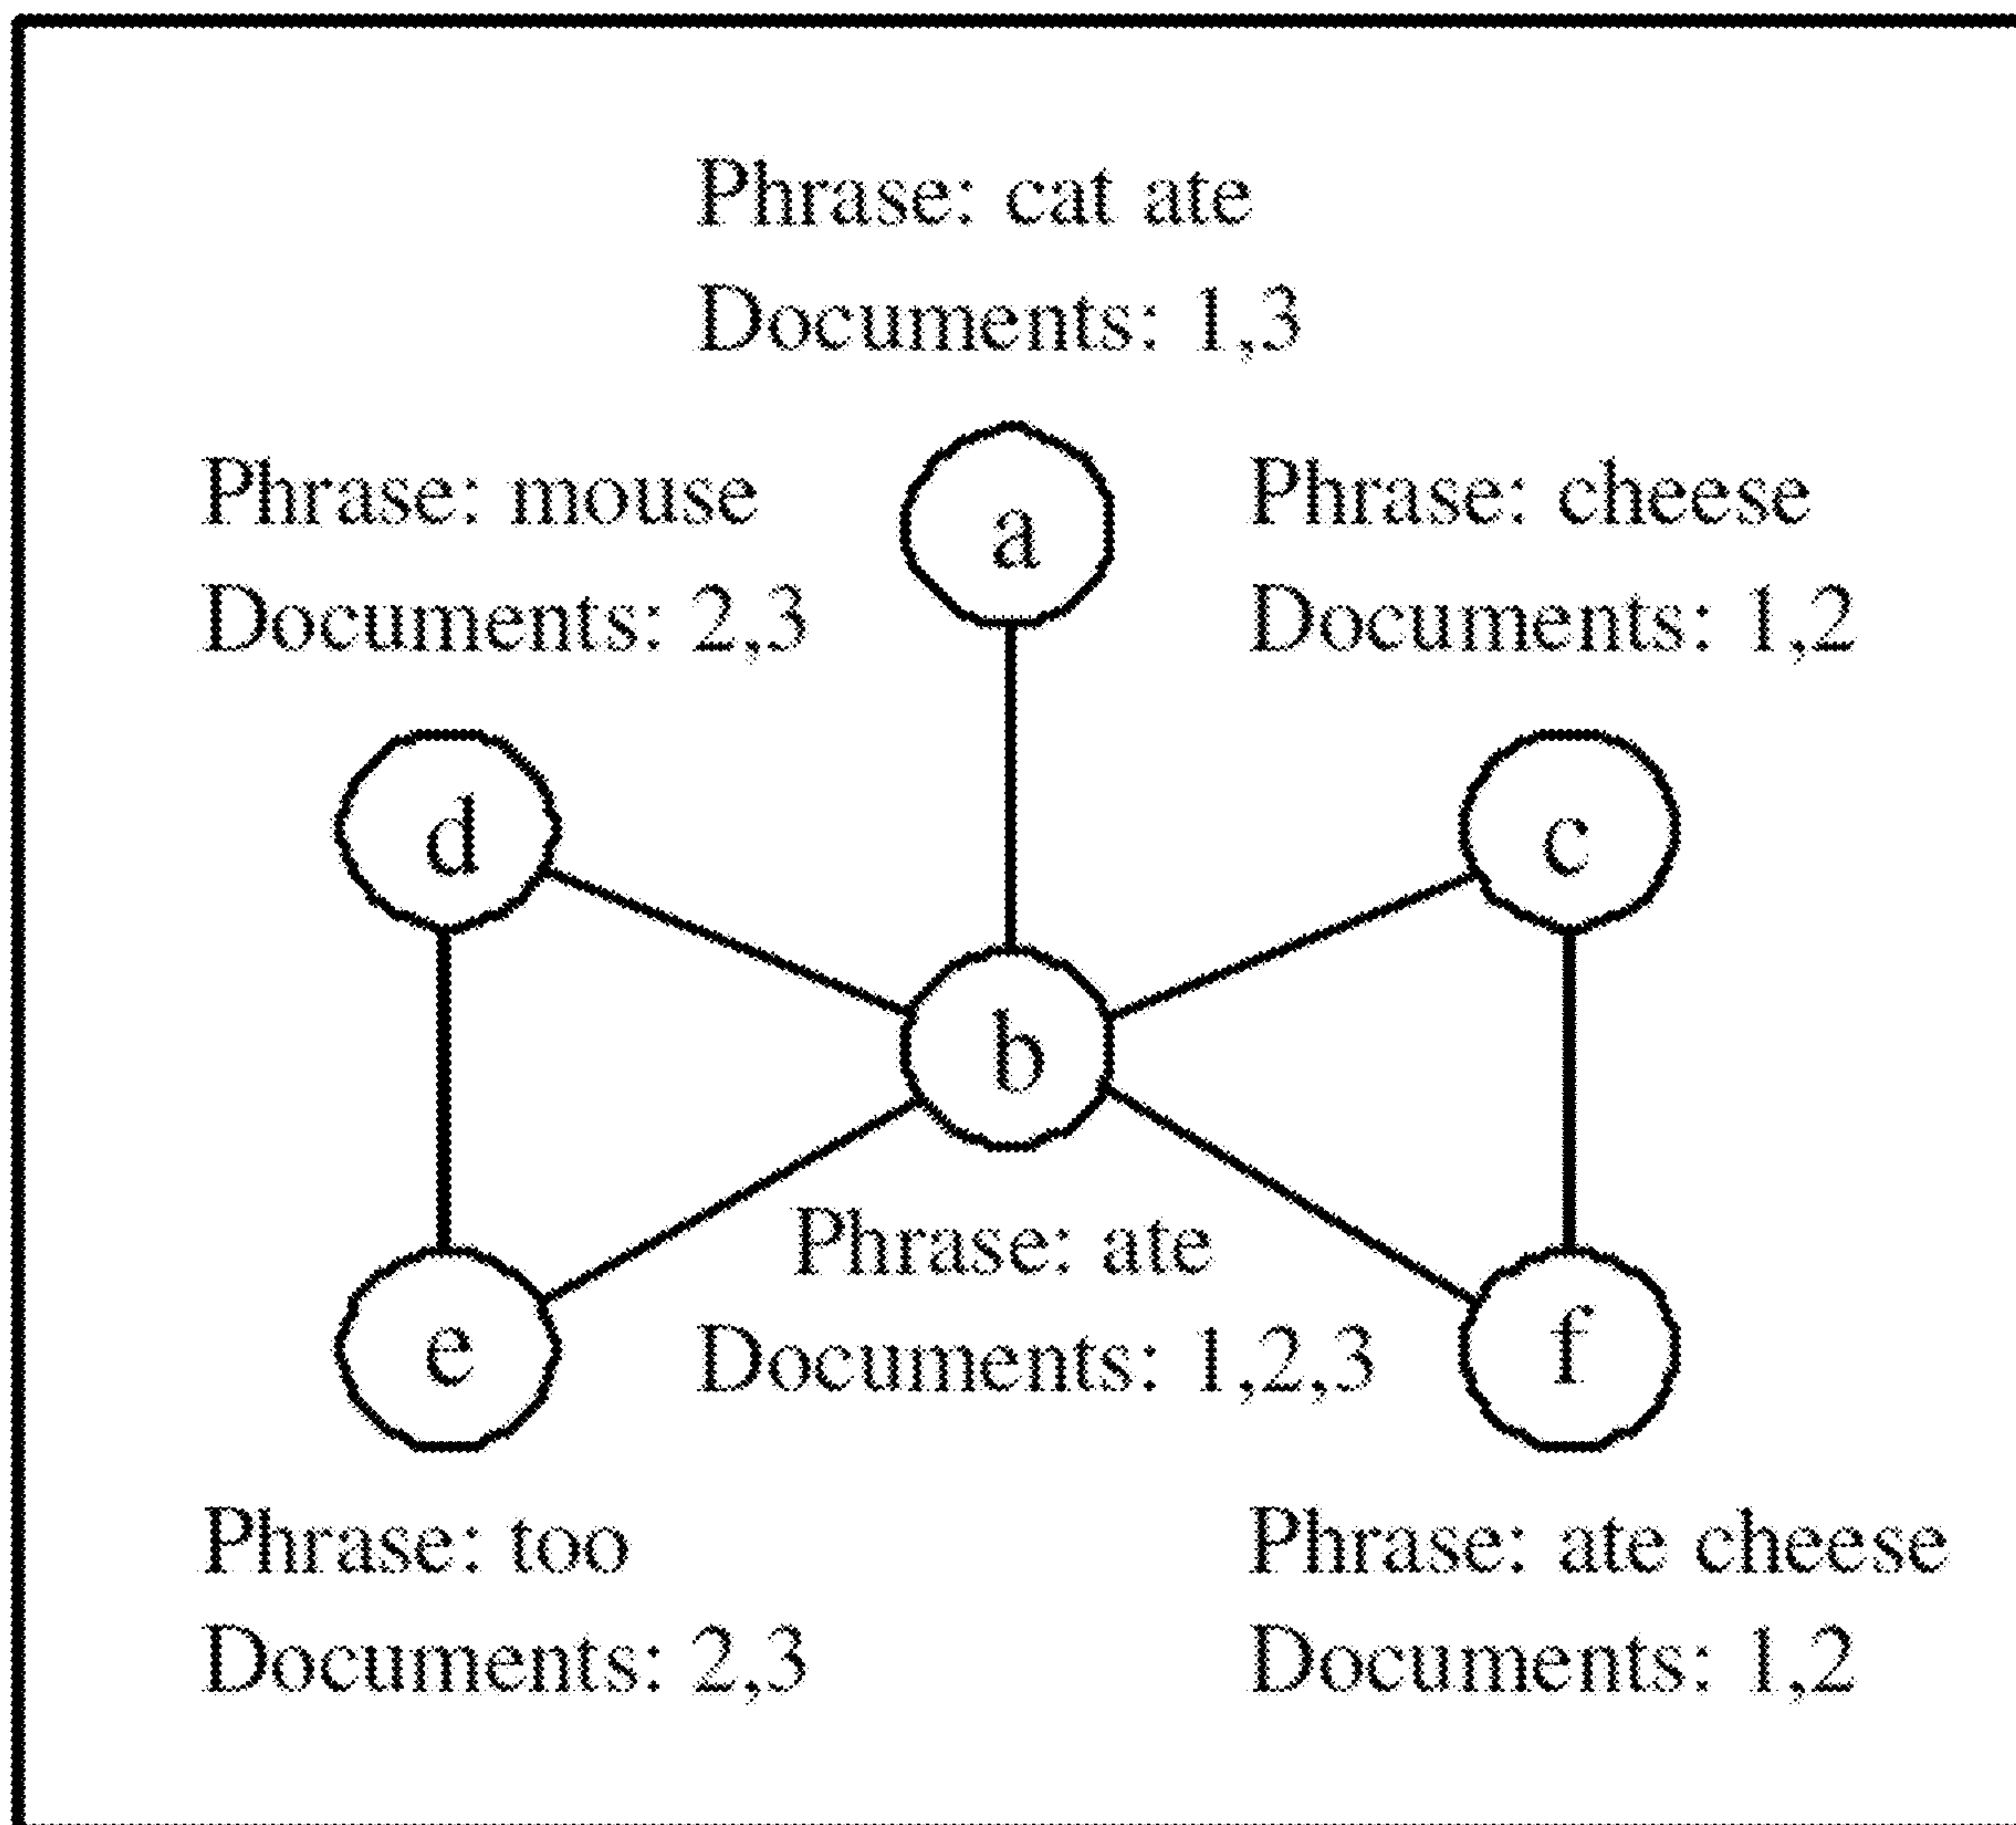 Phrase: cat ate
Documents: 1,3
Phrase: mouse
Documents: 2,3
a
Phrase: cheese
Documents: 1,2
d
c
b
Phrase: ate
Documents: 1,2,3
e
f
Phrase: too
Documents: 2,3
Phrase: ate cheese
Documents: 1,2